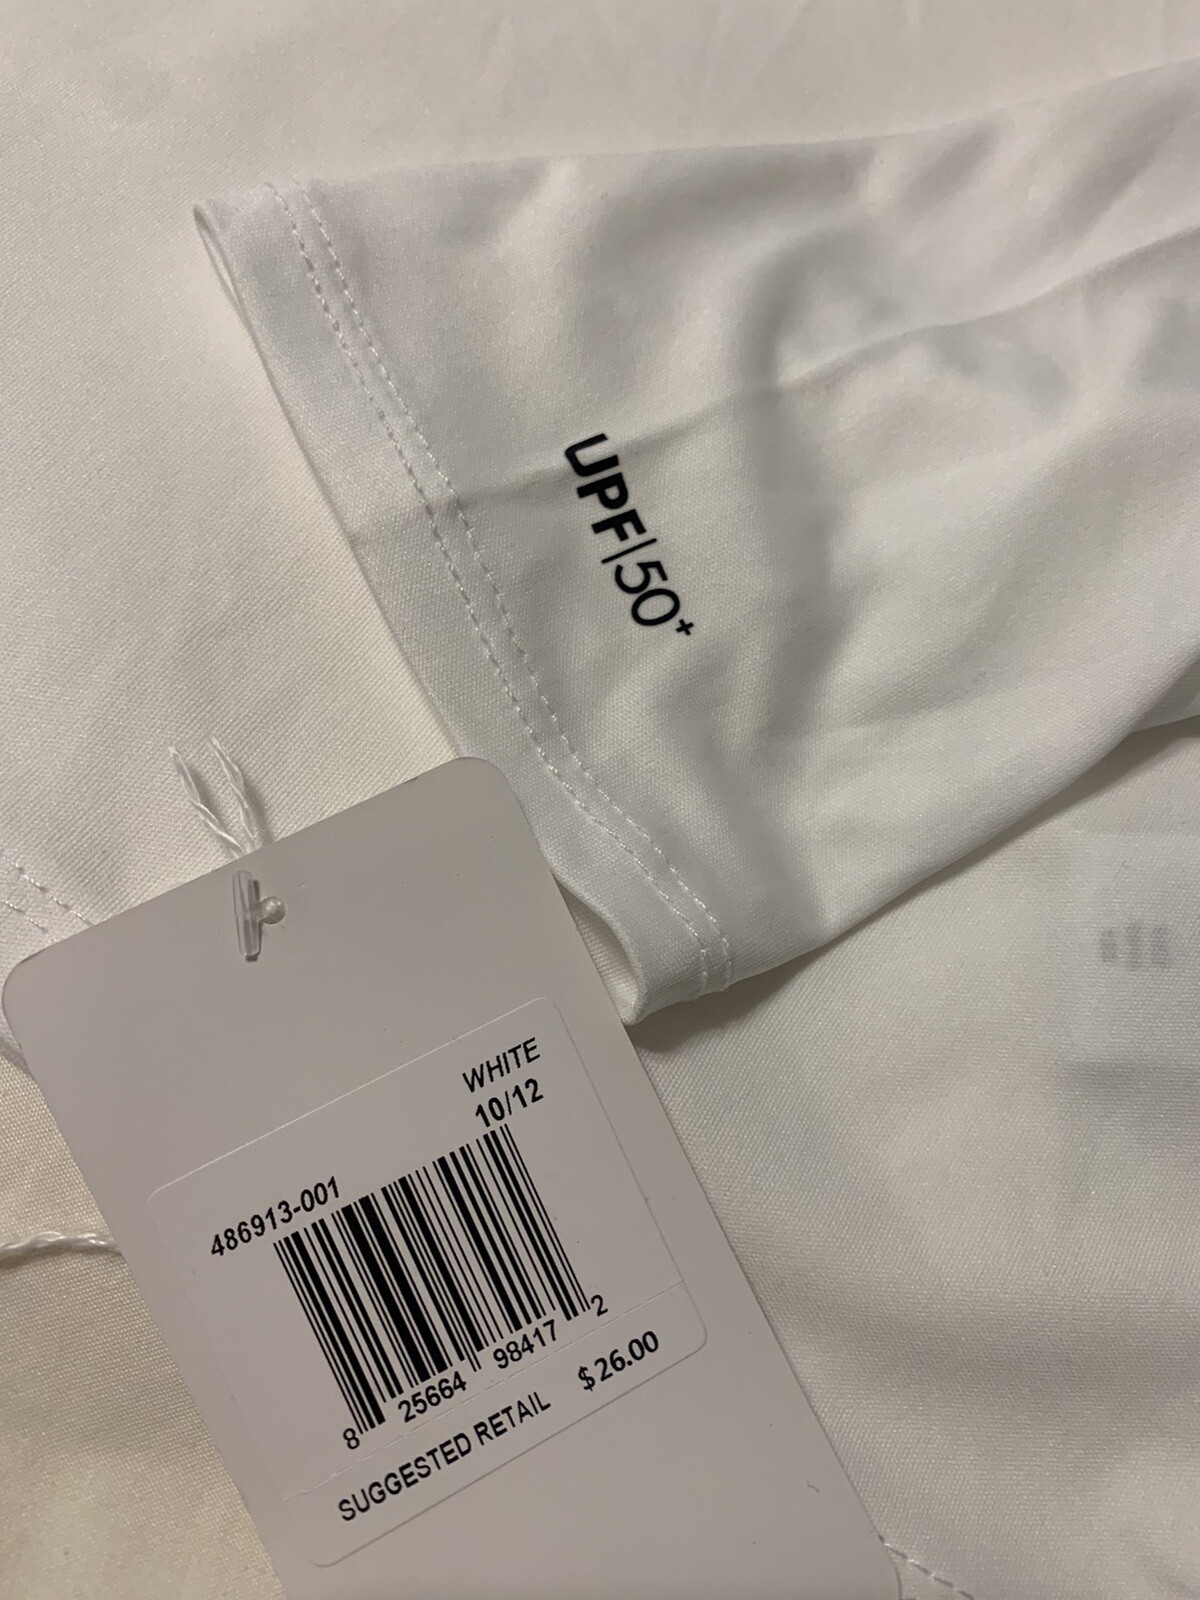 UPF|50+
WHITE
10/12
486913-001
8 25664 98417 2
SUGGESTED RETAIL $26.00